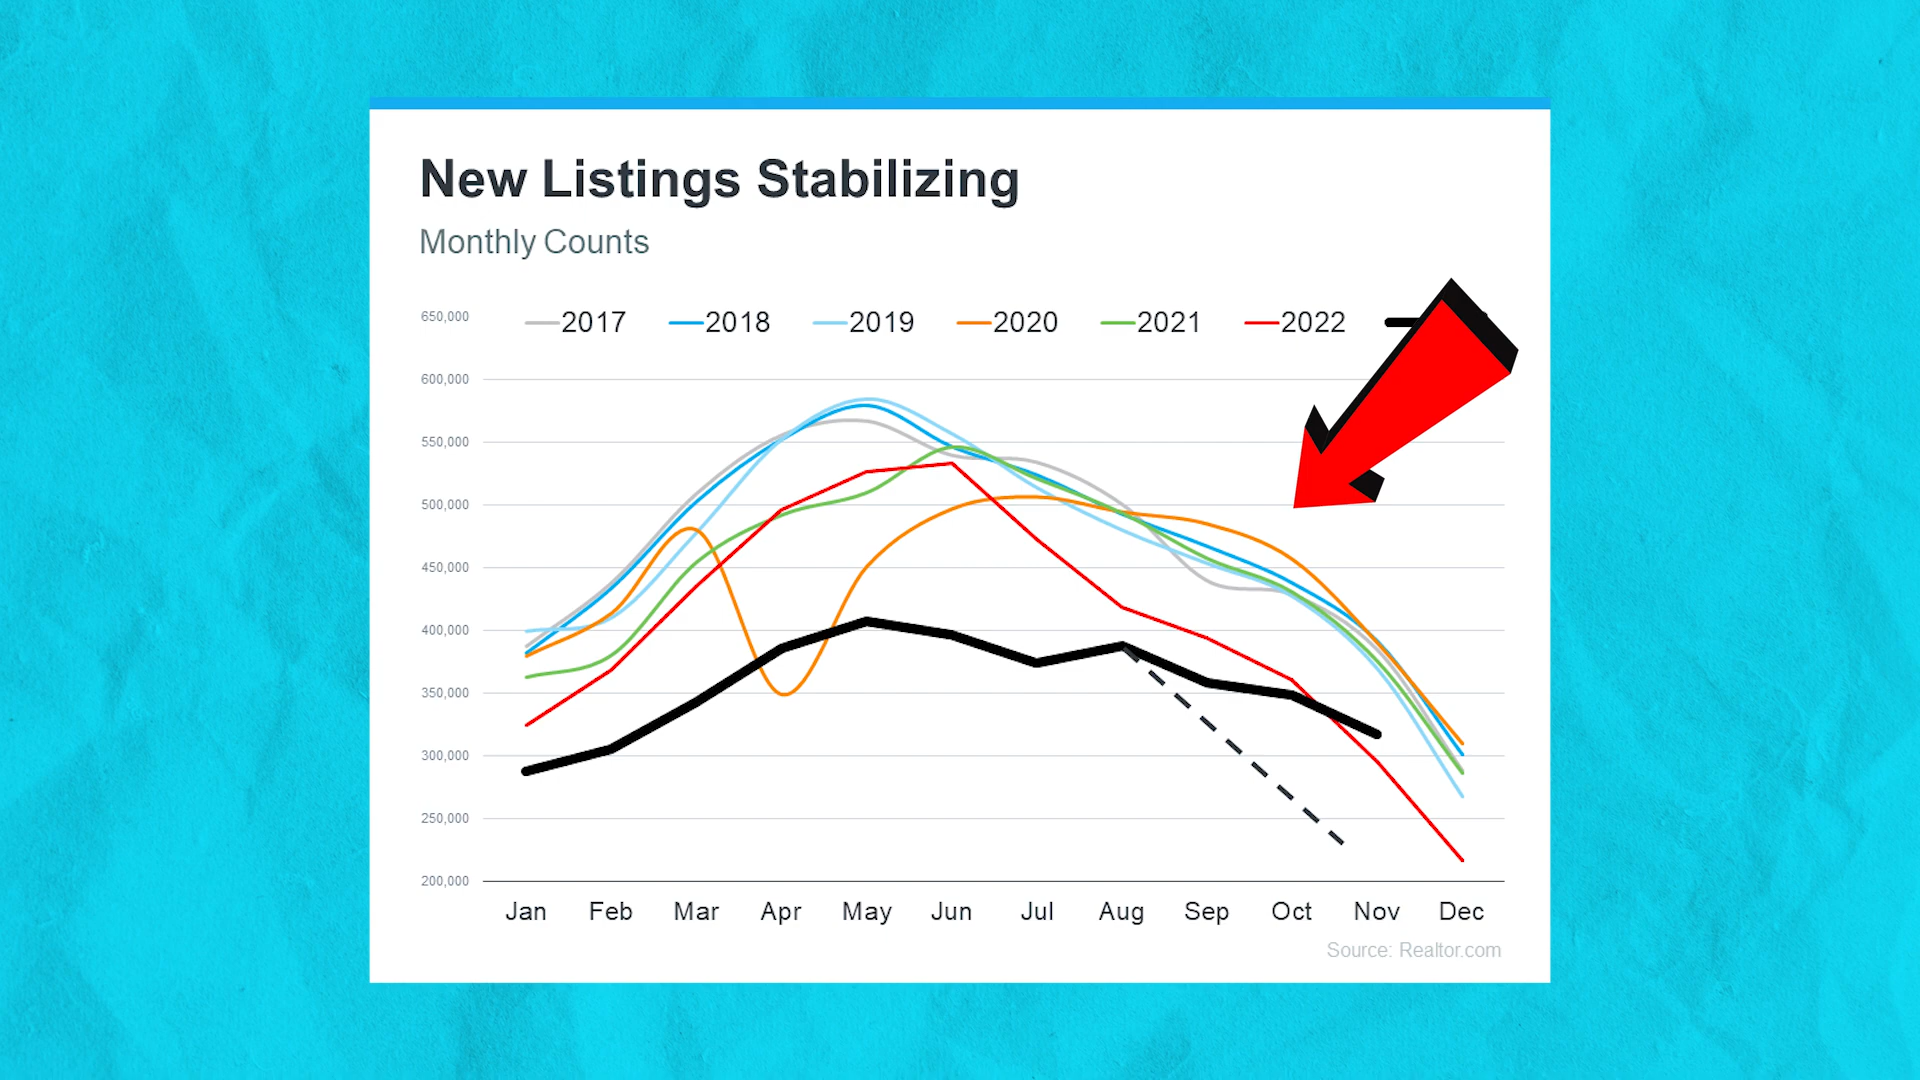 New Listings Stabilizing
Monthly Counts
650,000
2017 2018 2019 2020 2021 2022
600,000
550,000
500,000
450,000
400,000
350,000
300,000
250,000
200,000
Jan Feb Mar Apr May Jun Jul Aug Sep Oct Nov Dec
Source: Realtor.com